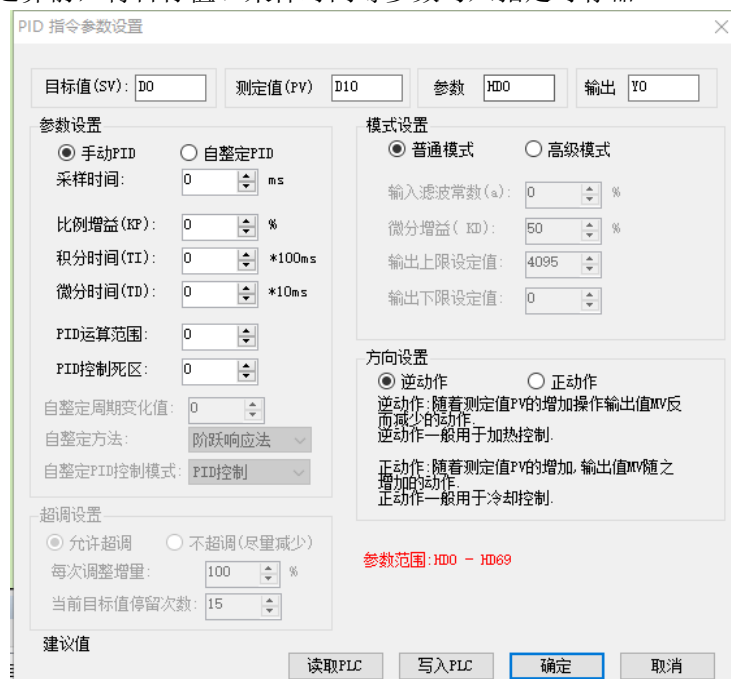 PID 指令参数设置
目标值(SV): D0 测定值(PV) D10 参数 HD0 输出 Y0
参数设置
手动PID 自整定PID
采样时间: 0 ms
比例增益(KP): 0 %
积分时间(TI): 0 *100ms
微分时间(TD): 0 *10ms
PID运算范围: 0
PID控制死区: 0
自整定周期变化值: 0
自整定方法: 阶跃响应法
自整定PID控制模式: PID控制
超调设置
允许超调 不超调(尽量减少)
每次调整增量: 100 %
当前目标值停留次数: 15
建议值
模式设置
普通模式 高级模式
输入滤波常数(a): 0 %
微分增益( KD): 50 %
输出上限设定值: 4095
输出下限设定值: 0
方向设置
逆动作 正动作
逆动作:随着测定值PV的增加操作输出值MV反
而减少的动作.
逆动作一般用于加热控制.
正动作:随着测定值PV的增加,输出值MV随之
增加的动作.
正动作一般用于冷却控制.
参数范围:HD0 - HD69
读取PLC 写入PLC 确定 取消